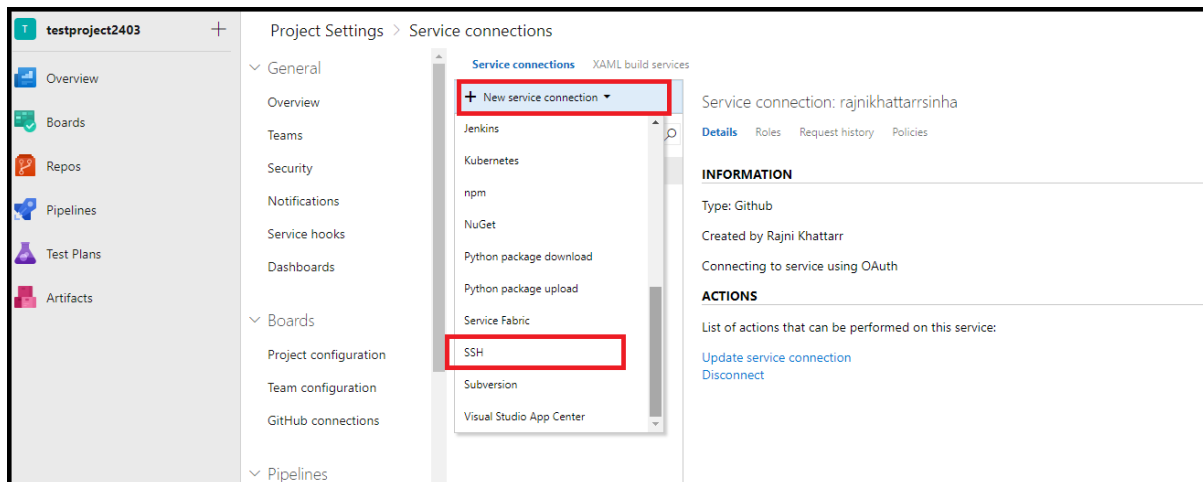 T testproject2403 +
Overview
Boards
Repos
Pipelines
Test Plans
Artifacts
Project Settings > Service connections
General
Overview
Teams
Security
Notifications
Service hooks
Dashboards
Boards
Project configuration
Team configuration
GitHub connections
Pipelines
Service connections XAML build services
+ New service connection
Jenkins
Kubernetes
npm
NuGet
Python package download
Python package upload
Service Fabric
SSH
Subversion
Visual Studio App Center
Service connection: rajnikhattarrsinha
Details Roles Request history Policies
INFORMATION
Type: Github
Created by Rajni Khattarr
Connecting to service using OAuth
ACTIONS
List of actions that can be performed on this service:
Update service connection
Disconnect